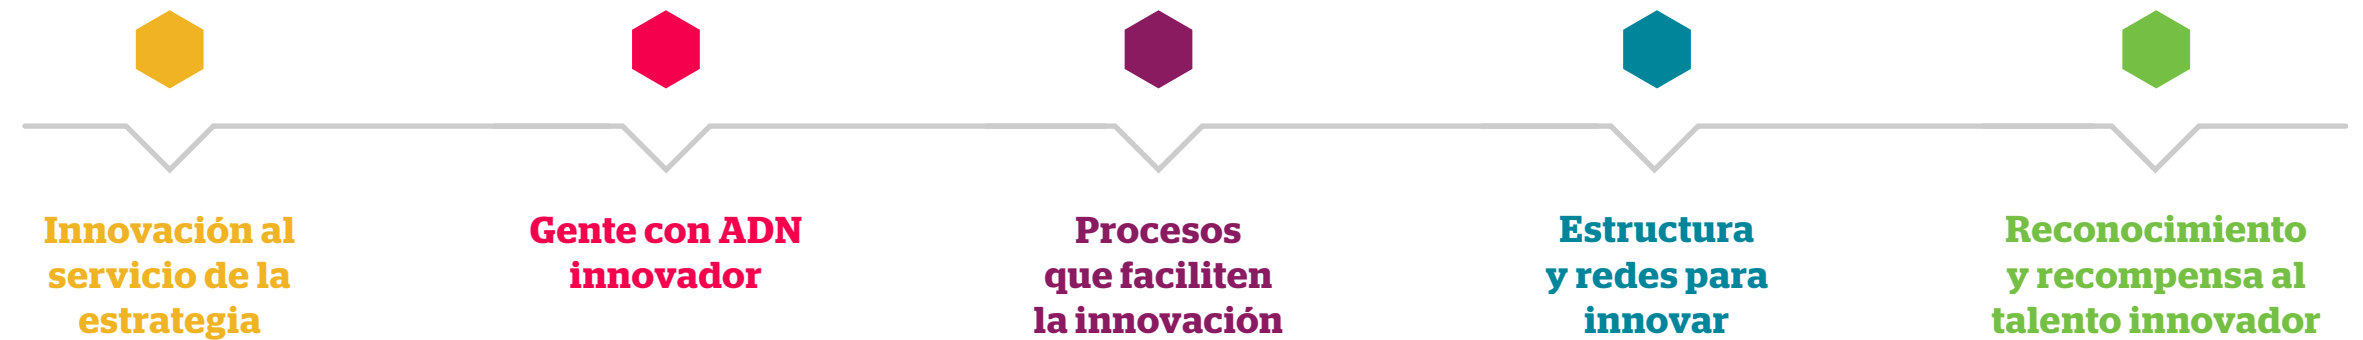 Innovación al
servicio de la
estrategia
Gente con ADN
innovador
Procesos
que faciliten
la innovación
Estructura
y redes para
innovar
Reconocimiento
y recompensa al
talento innovador